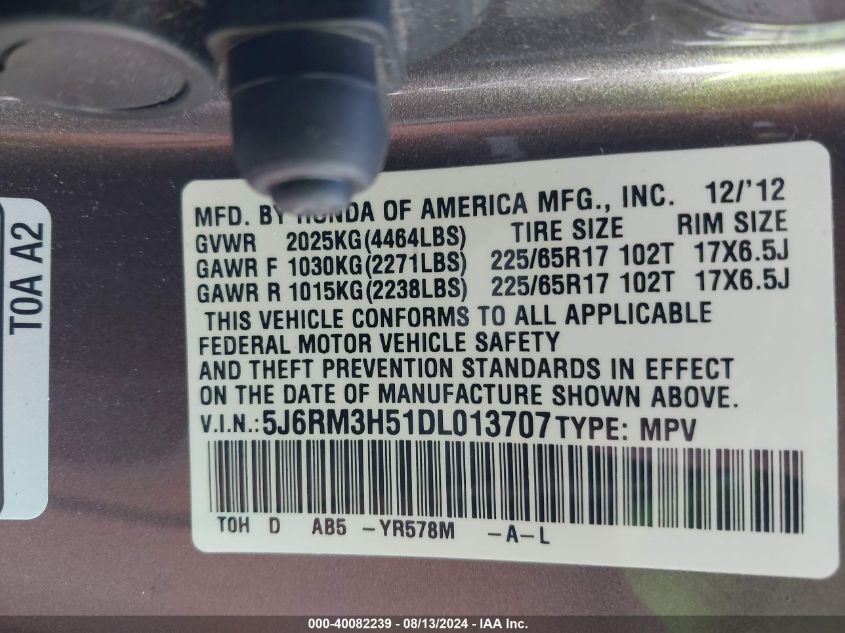 TOA A2
MFD. BY HONDA OF AMERICA MFG., INC. 12/'12
GVWR 2025KG(4464LBS) TIRE SIZE RIM SIZE
GAWR F 1030KG(2271LBS) 225/65R17 102T 17X6.5J
GAWR R 1015KG(2238LBS) 225/65R17 102T 17X6.5J
THIS VEHICLE CONFORMS TO ALL APPLICABLE
FEDERAL MOTOR VEHICLE SAFETY
AND THEFT PREVENTION STANDARDS IN EFFECT
ON THE DATE OF MANUFACTURE SHOWN ABOVE.
V.I.N.: 5J6RM3H51DL013707 TYPE: MPV
TOH D AB5 -YR578M -A-L
000-40082239 - 08/13/2024 - IAA Inc.